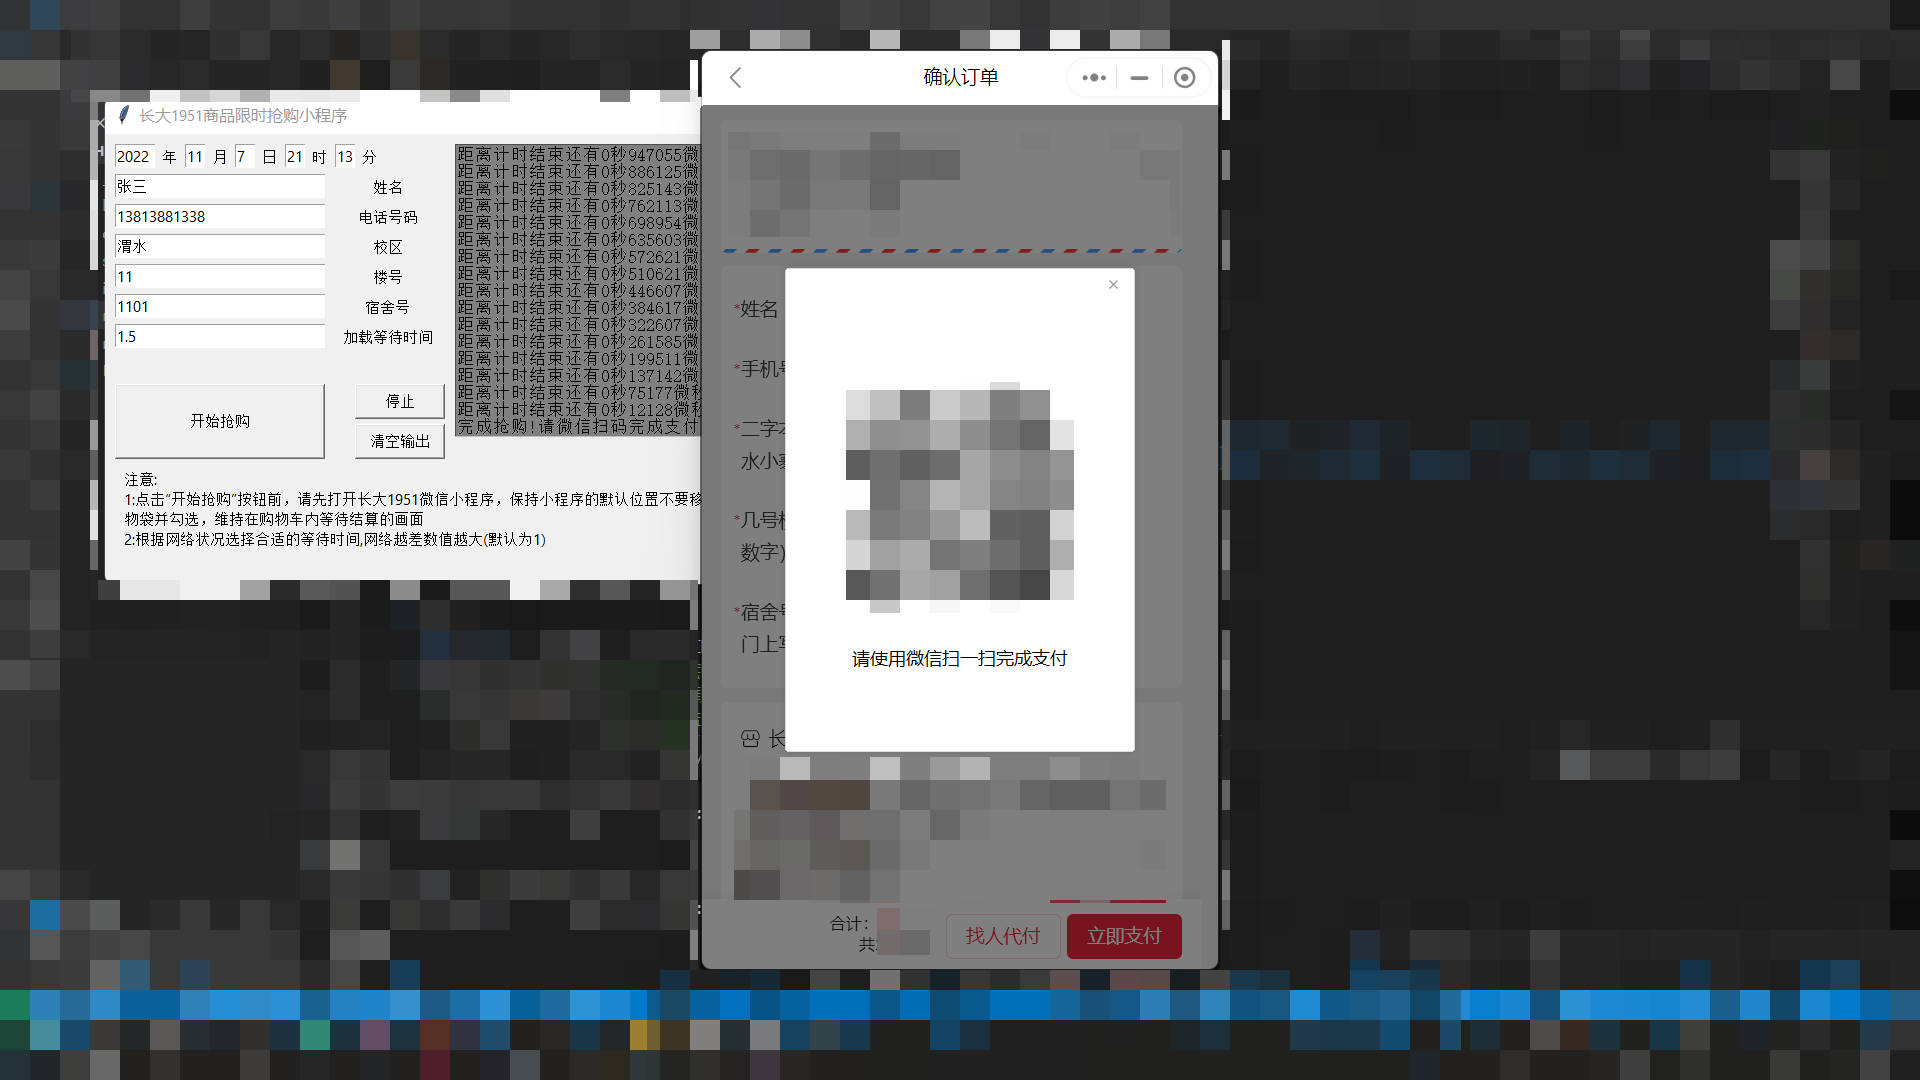 长大1951商品限时抢购小程序
2022 年 11 月 7 日 21 时 13 分
张三 姓名
13813881338 电话号码
渭水 校区
11 楼号
1101 宿舍号
1.5 加载等待时间
开始抢购
停止
清空输出
距离计时结束还有0秒947055微
距离计时结束还有0秒886125微
距离计时结束还有0秒825143微
距离计时结束还有0秒762113微
距离计时结束还有0秒698954微
距离计时结束还有0秒635603微
距离计时结束还有0秒572621微
距离计时结束还有0秒510621微
距离计时结束还有0秒446607微
距离计时结束还有0秒384617微
距离计时结束还有0秒322607微
距离计时结束还有0秒261585微
距离计时结束还有0秒199511微
距离计时结束还有0秒137142微
距离计时结束还有0秒75177微秒
距离计时结束还有0秒12128微秒
完成抢购!请微信扫码完成支付
注意:
1:点击“开始抢购”按钮前，请先打开长大1951微信小程序，保持小程序的默认位置不要移
物袋并勾选，维持在购物车内等待结算的画面
2:根据网络状况选择合适的等待时间,网络越差数值越大(默认为1)
确认订单
*姓名
*手机号
*二字
水小寨
*几号楼
数字)
*宿舍号
门上写
请使用微信扫一扫完成支付
长
合计:
共
找人代付
立即支付